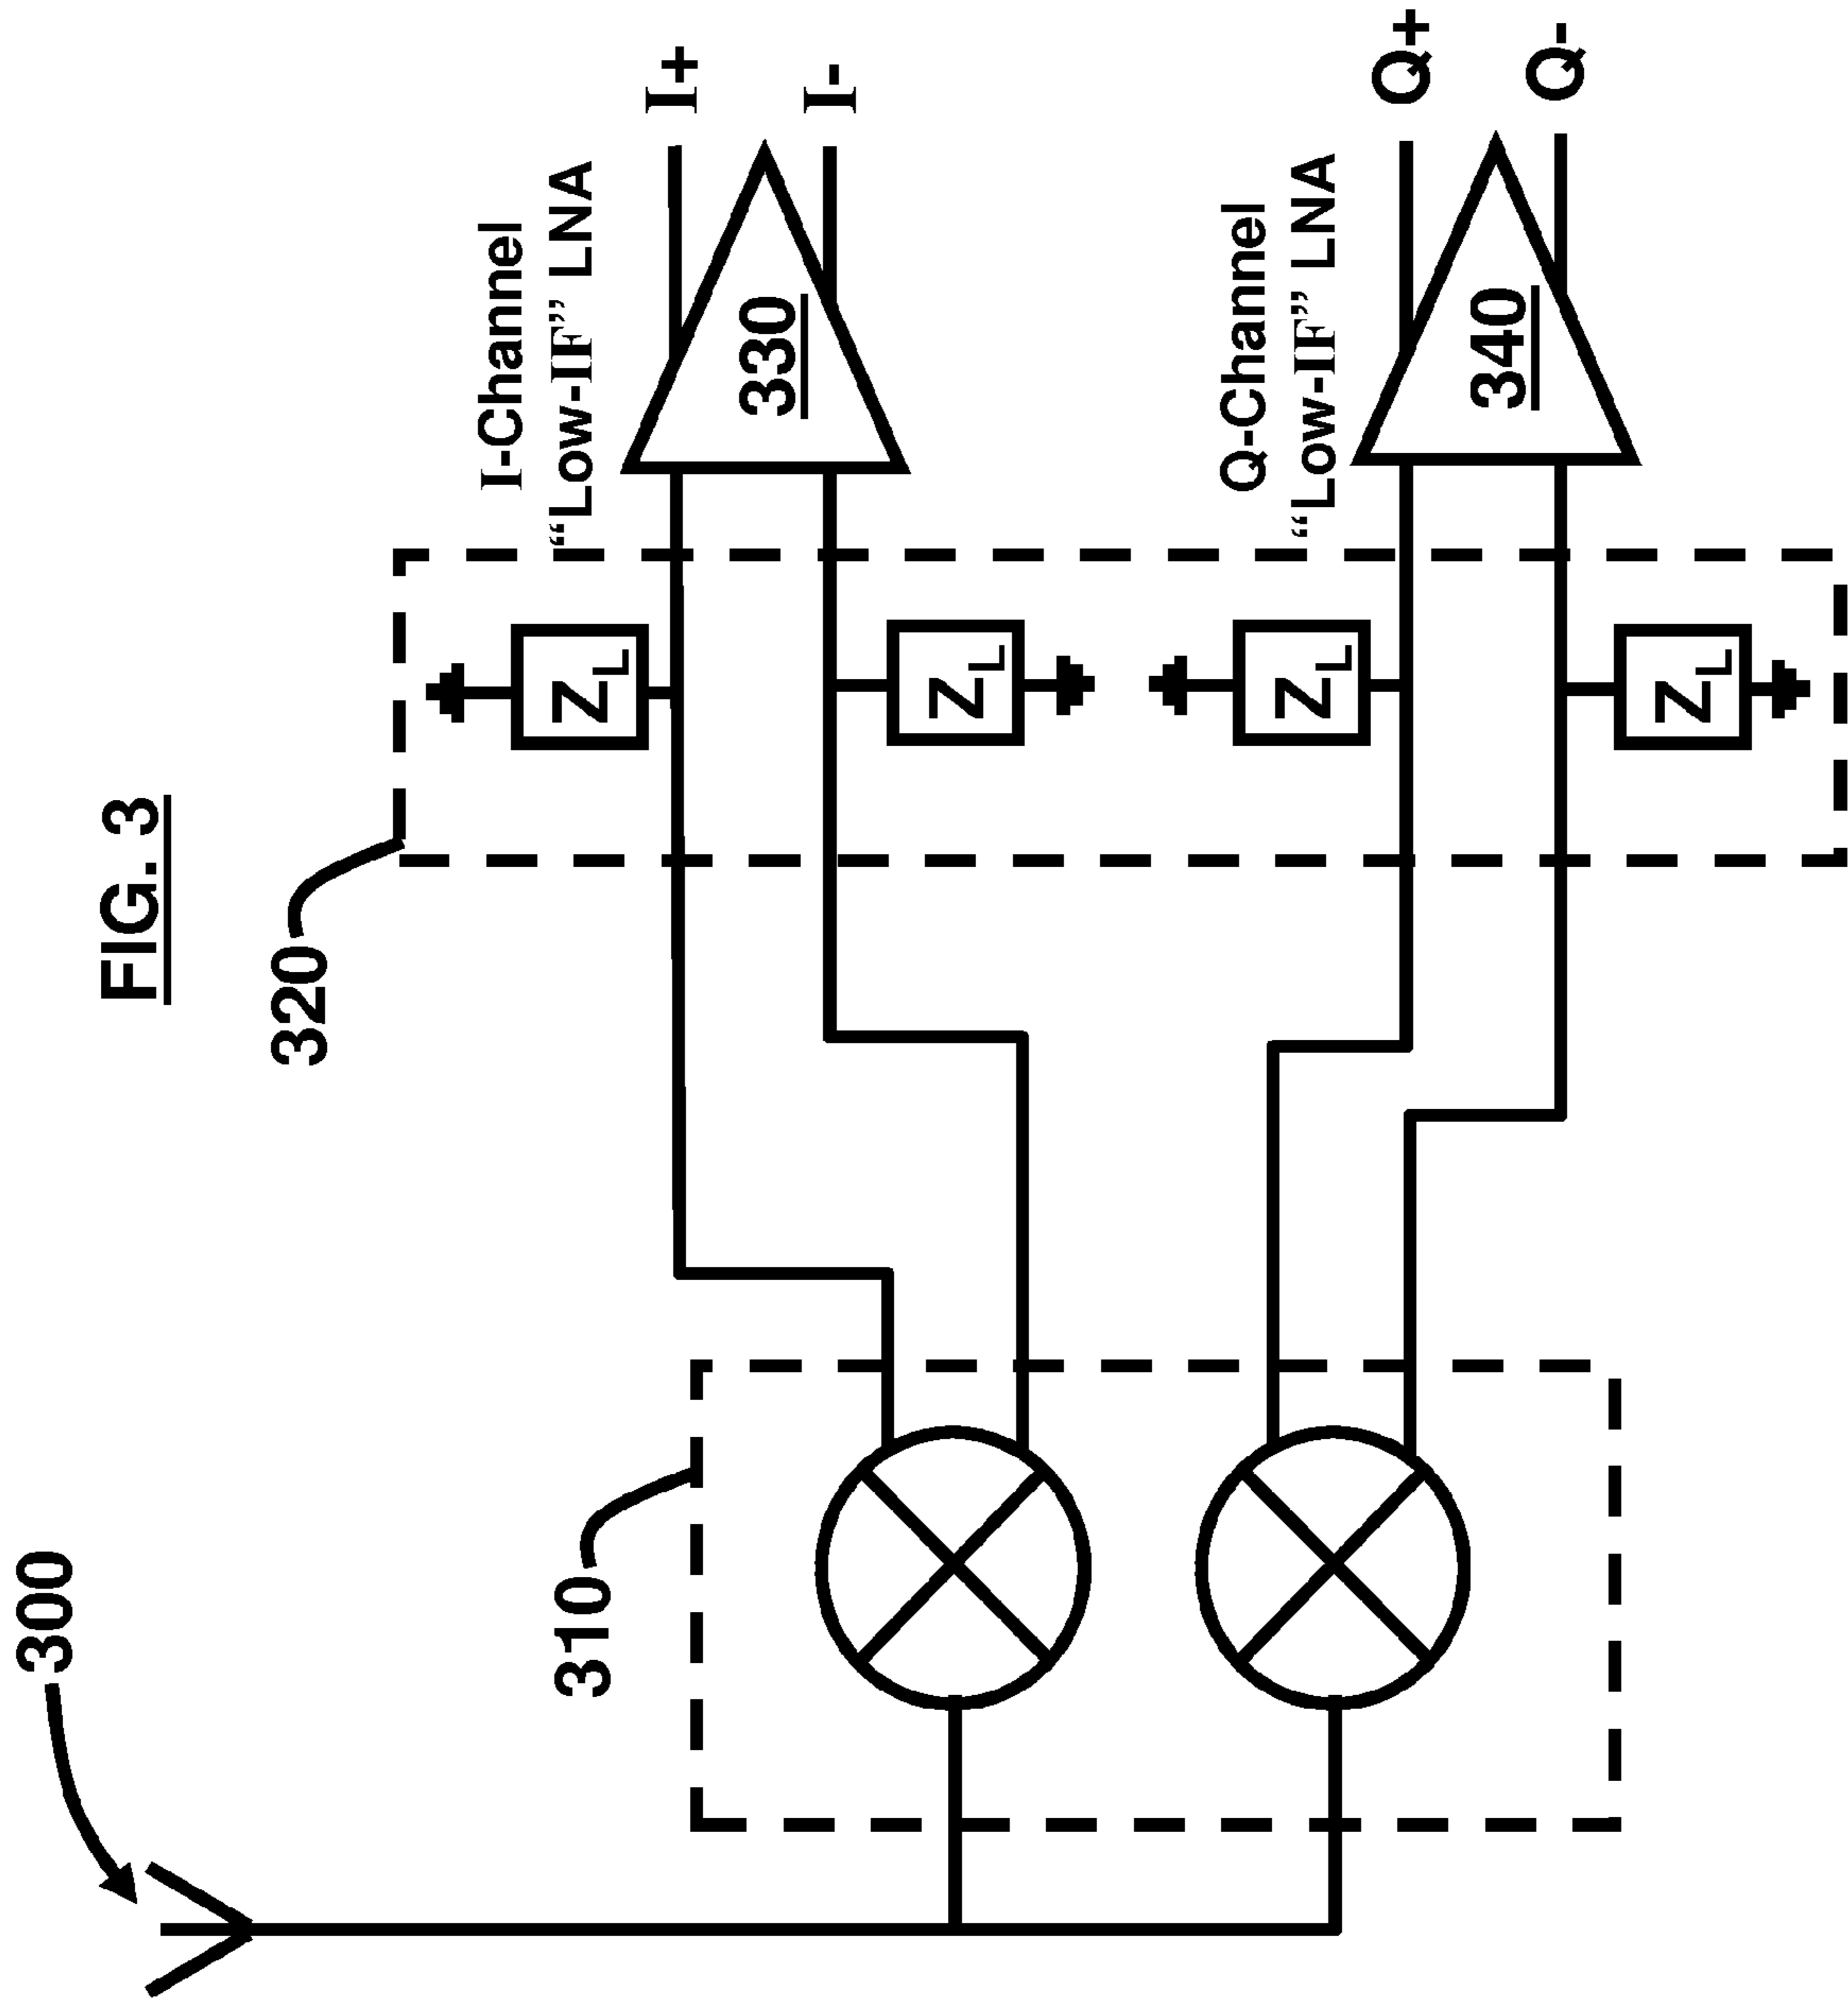 FIG. 3
300
310
320
I-Channel
“Low-IF” LNA
330
I+
I-
Z_L
Z_L
Z_L
Z_L
Q-Channel
“Low-IF” LNA
340
Q+
Q-